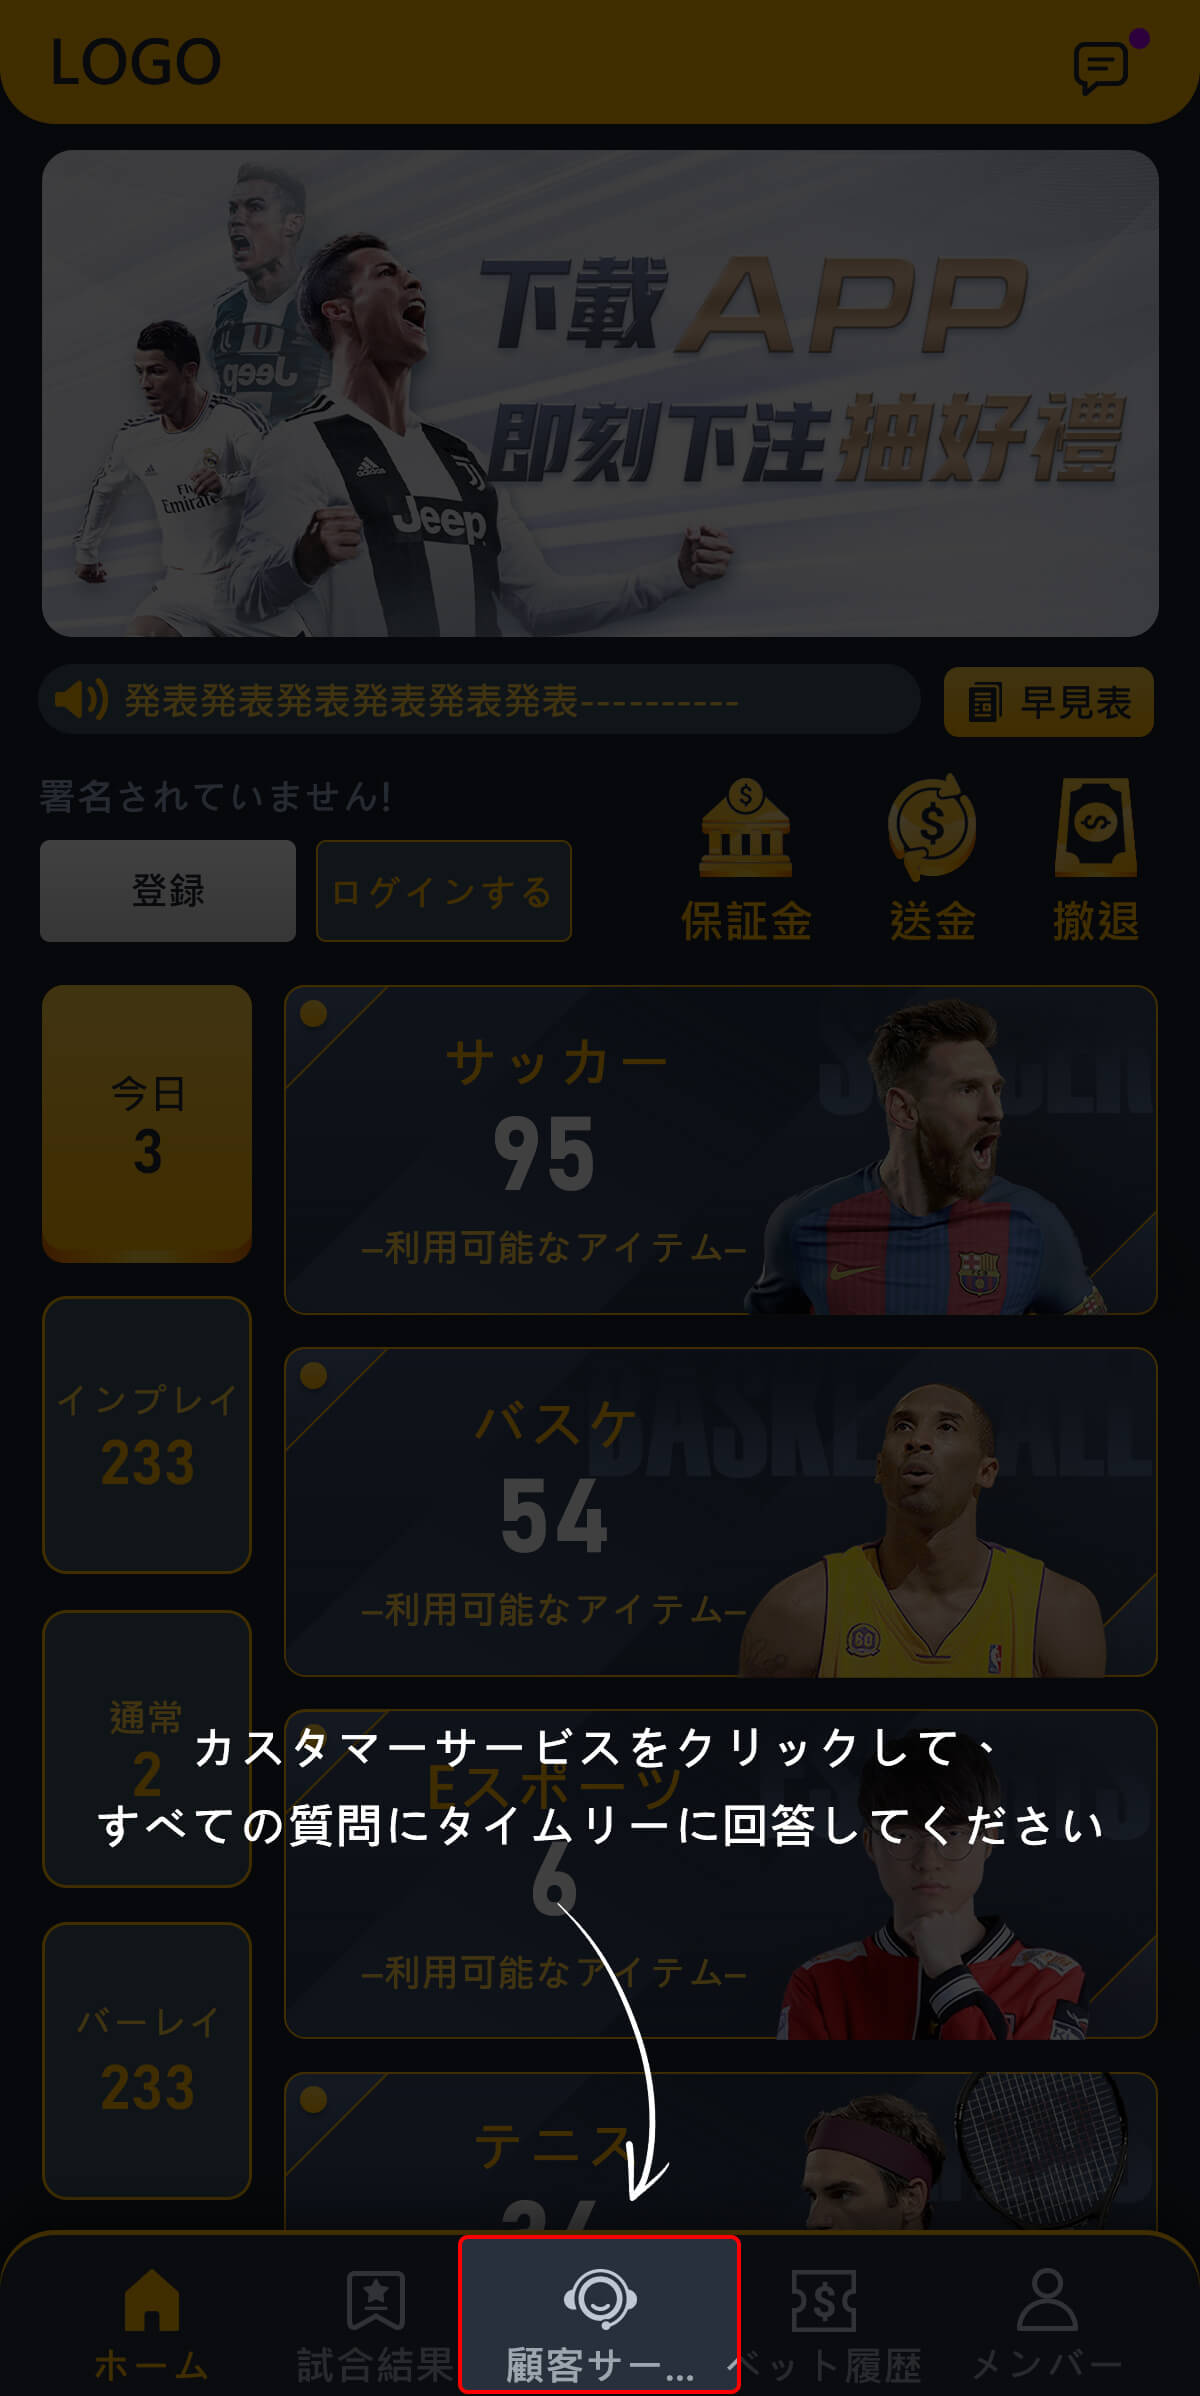 LOGO
下載APP
即刻下注抽好禮
Jeep
Jeep
adidas
Fly
Emirates
発表発表発表発表発表発表----------
早見表
署名されていません!
登録
ログインする
保証金
送金
撤退
今日
3
サッカー
95
–利用可能なアイテム–
インプレイ
233
バスケ
54
–利用可能なアイテム–
BASKETBALL
60
通常
2
カスタマーサービスをクリックして、
Eスポーツ
すべての質問にタイムリーに回答してください
6
–利用可能なアイテム–
バーレイ
233
テニス
ホーム
試合結果
顧客サー...
ベット履歴
メンバー